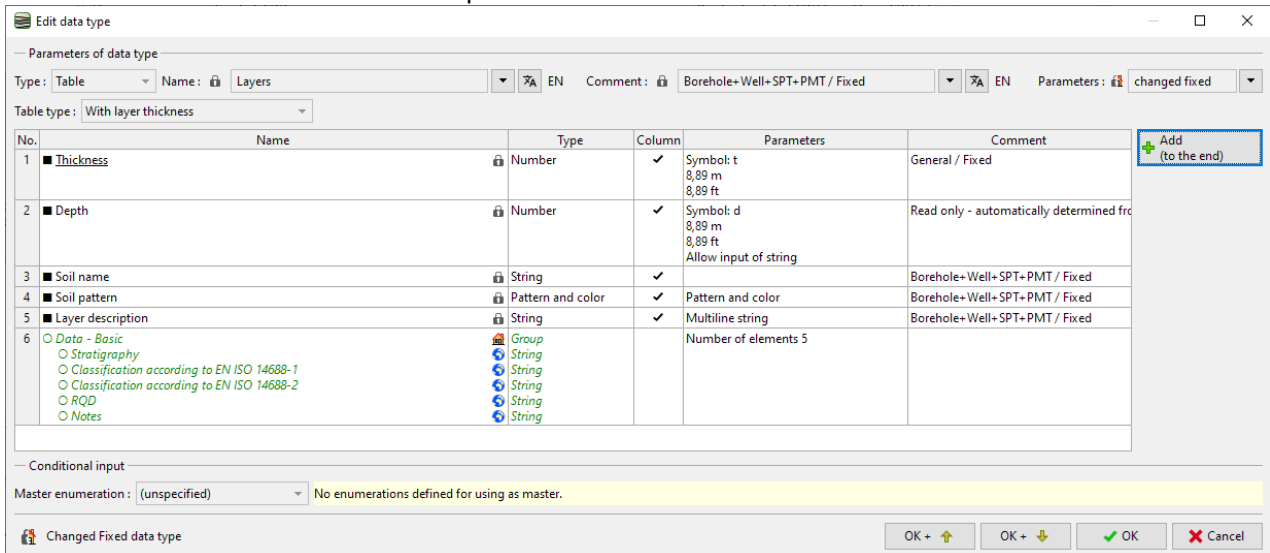 Edit data type
Parameters of data type
Type : Table Name : Layers EN Comment : Borehole+Well+SPT+PMT / Fixed EN Parameters : changed fixed
Table type : With layer thickness
No. Name Type Column Parameters Comment
Add
(to the end)
1 Thickness Number Symbol: t General / Fixed
8,89 m
8,89 ft
2 Depth Number Symbol: d Read only - automatically determined fro
8,89 m
8,89 ft
Allow input of string
3 Soil name String Borehole+Well+SPT+PMT / Fixed
4 Soil pattern Pattern and color Pattern and color Borehole+Well+SPT+PMT / Fixed
5 Layer description String Multiline string Borehole+Well+SPT+PMT / Fixed
6 Data - Basic Group Number of elements 5
Stratigraphy String
Classification according to EN ISO 14688-1 String
Classification according to EN ISO 14688-2 String
RQD String
Notes String
Conditional input
Master enumeration : (unspecified) No enumerations defined for using as master.
Changed Fixed data type OK + OK + OK Cancel